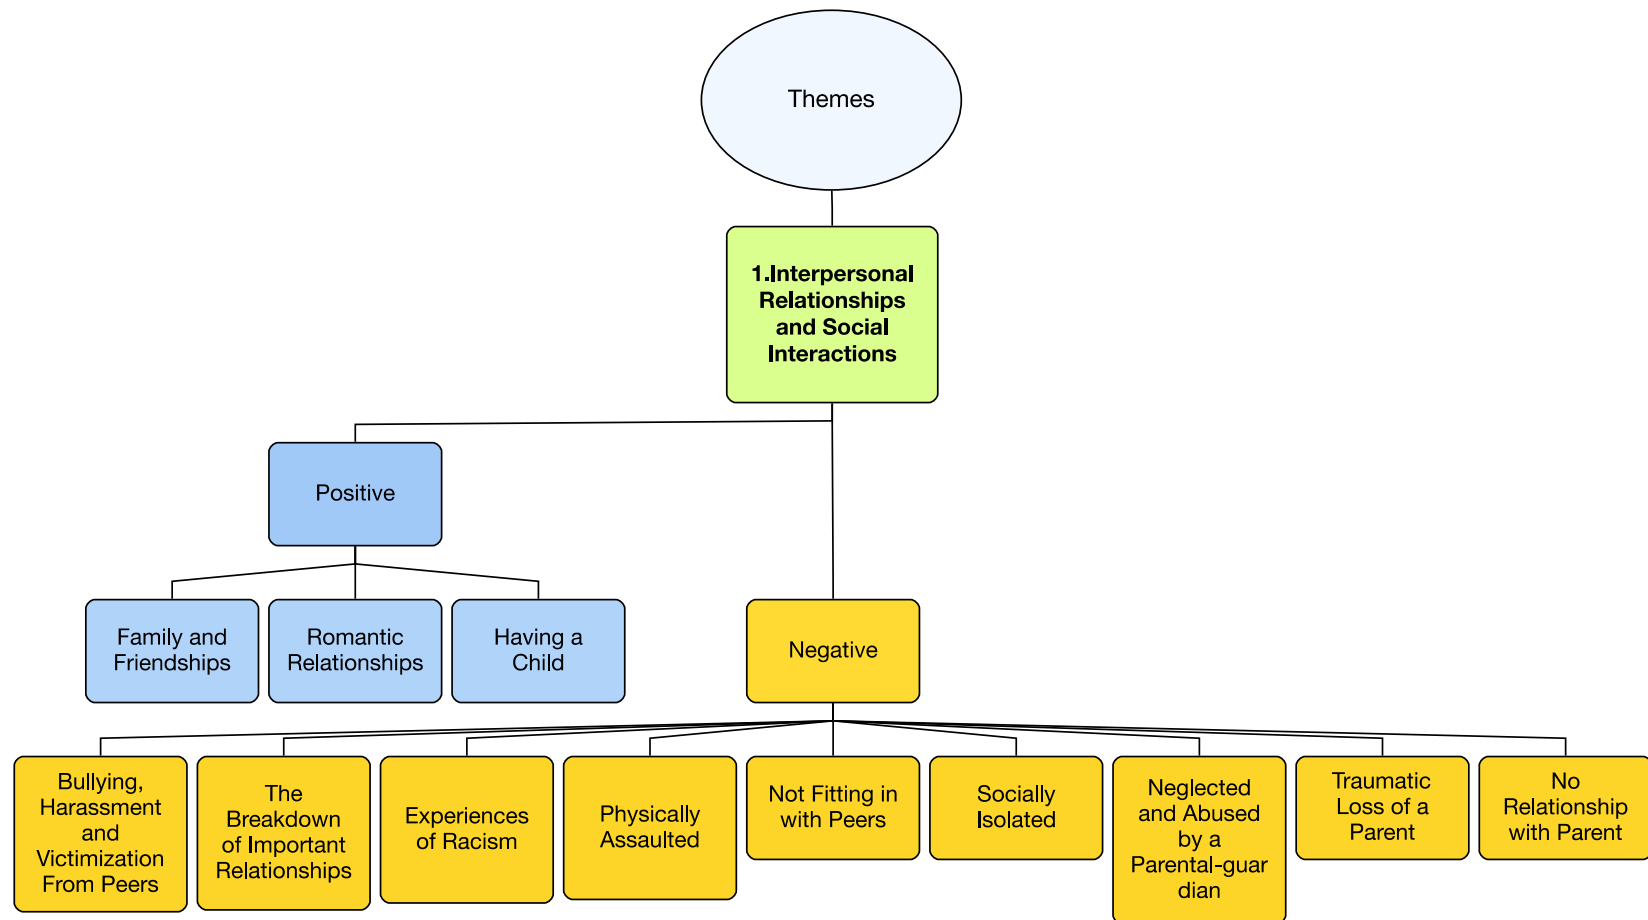 Themes
1.Interpersonal
Relationships
and Social
Interactions
Positive
Family and
Friendships
Romantic
Relationships
Having a
Child
Negative
Bullying,
Harassment
and
Victimization
From Peers
The
Breakdown
of Important
Relationships
Experiences
of Racism
Physically
Assaulted
Not Fitting in
with Peers
Socially
Isolated
Neglected
and Abused
by a
Parental-guar
dian
Traumatic
Loss of a
Parent
No
Relationship
with Parent